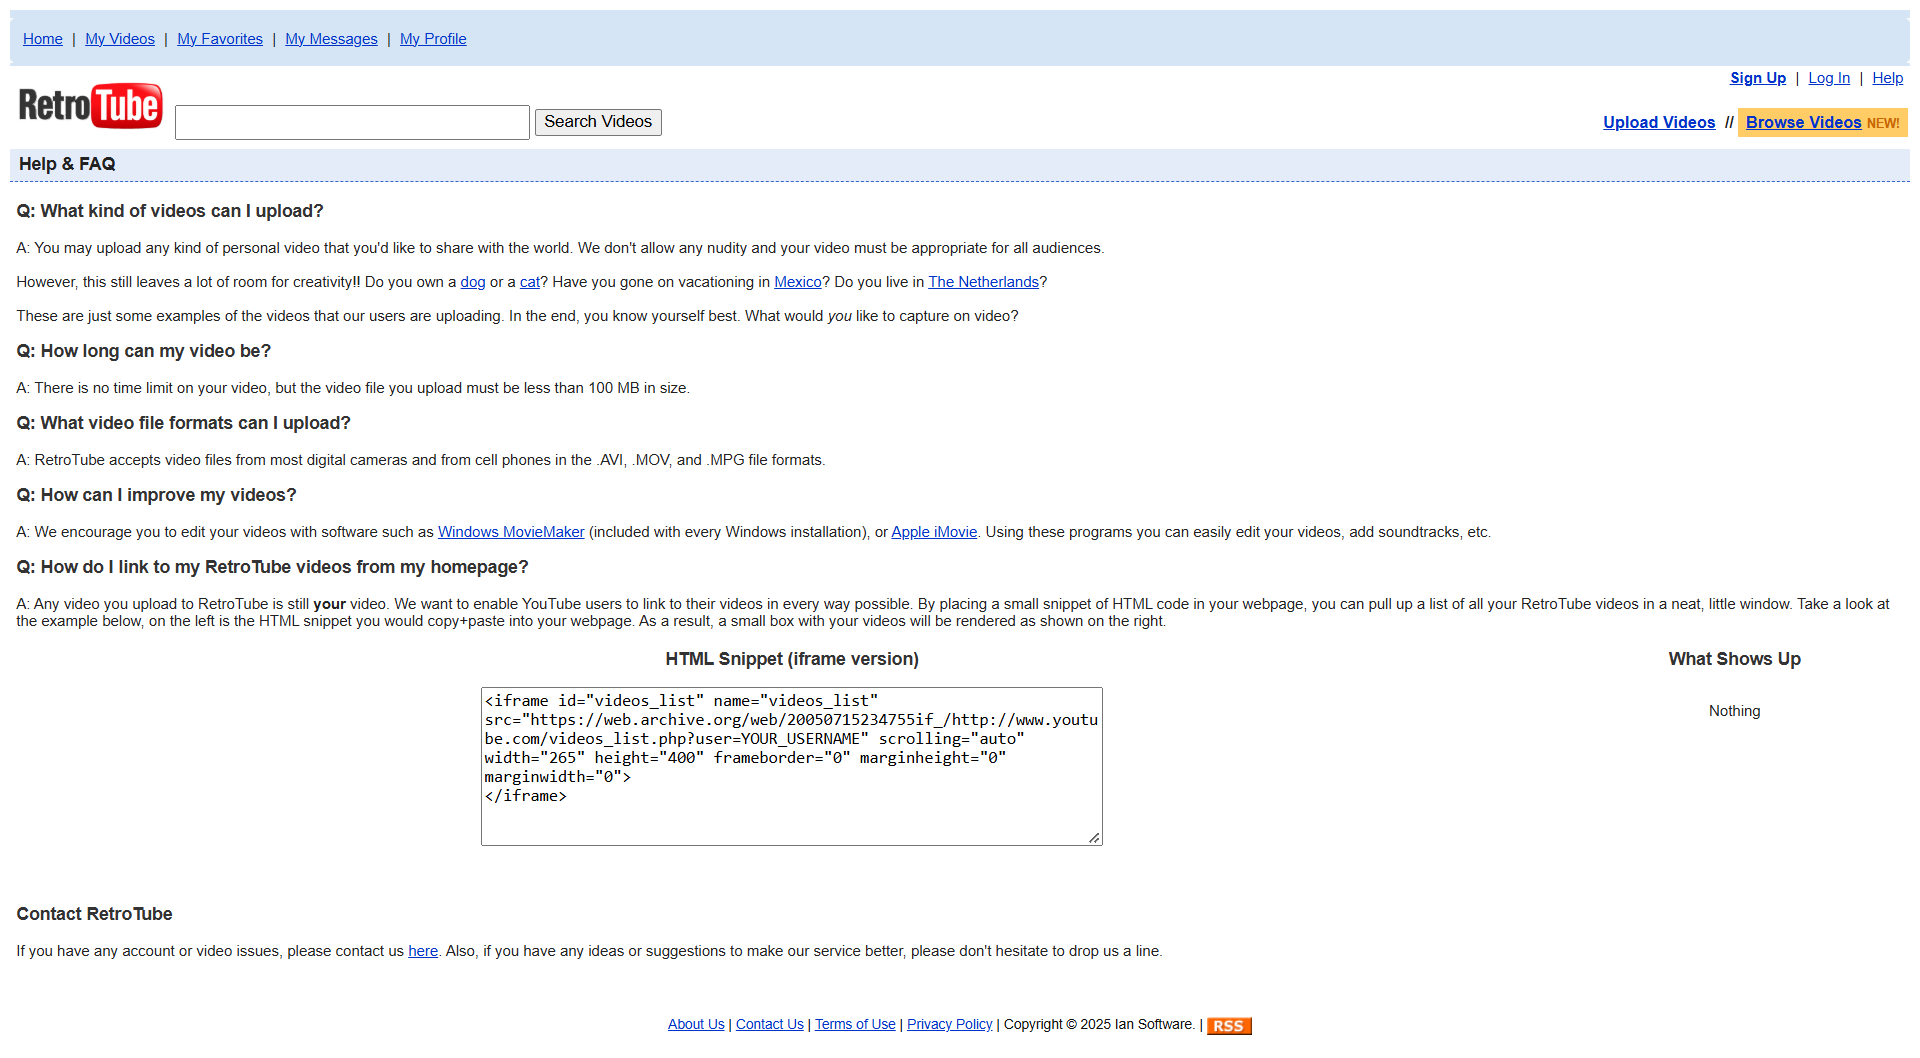 Home | My Videos | My Favorites | My Messages | My Profile
Sign Up | Log In | Help
RetroTube
Search Videos
Upload Videos // Browse Videos NEW!
Help & FAQ
Q: What kind of videos can I upload?
A: You may upload any kind of personal video that you'd like to share with the world. We don't allow any nudity and your video must be appropriate for all audiences.
However, this still leaves a lot of room for creativity!! Do you own a dog or a cat? Have you gone on vacationing in Mexico? Do you live in The Netherlands?
These are just some examples of the videos that our users are uploading. In the end, you know yourself best. What would you like to capture on video?
Q: How long can my video be?
A: There is no time limit on your video, but the video file you upload must be less than 100 MB in size.
Q: What video file formats can I upload?
A: RetroTube accepts video files from most digital cameras and from cell phones in the .AVI, .MOV, and .MPG file formats.
Q: How can I improve my videos?
A: We encourage you to edit your videos with software such as Windows MovieMaker (included with every Windows installation), or Apple iMovie. Using these programs you can easily edit your videos, add soundtracks, etc.
Q: How do I link to my RetroTube videos from my homepage?
A: Any video you upload to RetroTube is still your video. We want to enable YouTube users to link to their videos in every way possible. By placing a small snippet of HTML code in your webpage, you can pull up a list of all your RetroTube videos in a neat, little window. Take a look at
the example below, on the left is the HTML snippet you would copy+paste into your webpage. As a result, a small box with your videos will be rendered as shown on the right.
HTML Snippet (iframe version)
<iframe id="videos_list" name="videos_list"
src="https://web.archive.org/web/20050715234755if_/http://www.youtu
be.com/videos_list.php?user=YOUR_USERNAME" scrolling="auto"
width="265" height="400" frameborder="0" marginheight="0"
marginwidth="0">
</iframe>
What Shows Up
Nothing
Contact RetroTube
If you have any account or video issues, please contact us here. Also, if you have any ideas or suggestions to make our service better, please don't hesitate to drop us a line.
About Us | Contact Us | Terms of Use | Privacy Policy | Copyright © 2025 Ian Software. | RSS